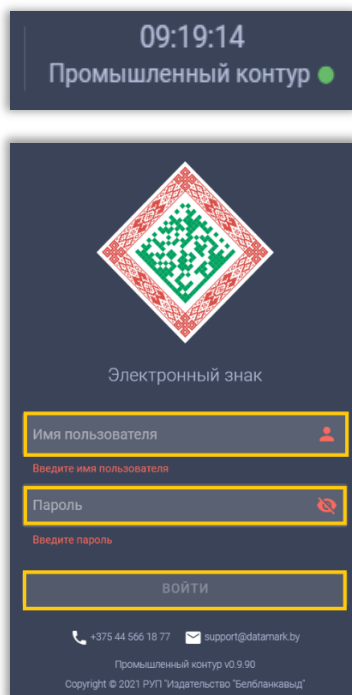 09:19:14
Промышленный контур
Электронный знак
Имя пользователя
Введите имя пользователя
Пароль
Введите пароль
ВОЙТИ
+375 44 566 18 77 support@datamark.by
Промышленный контур v0.9.90
Copyright © 2021 РУП "Издательство "Белбланкавыд"